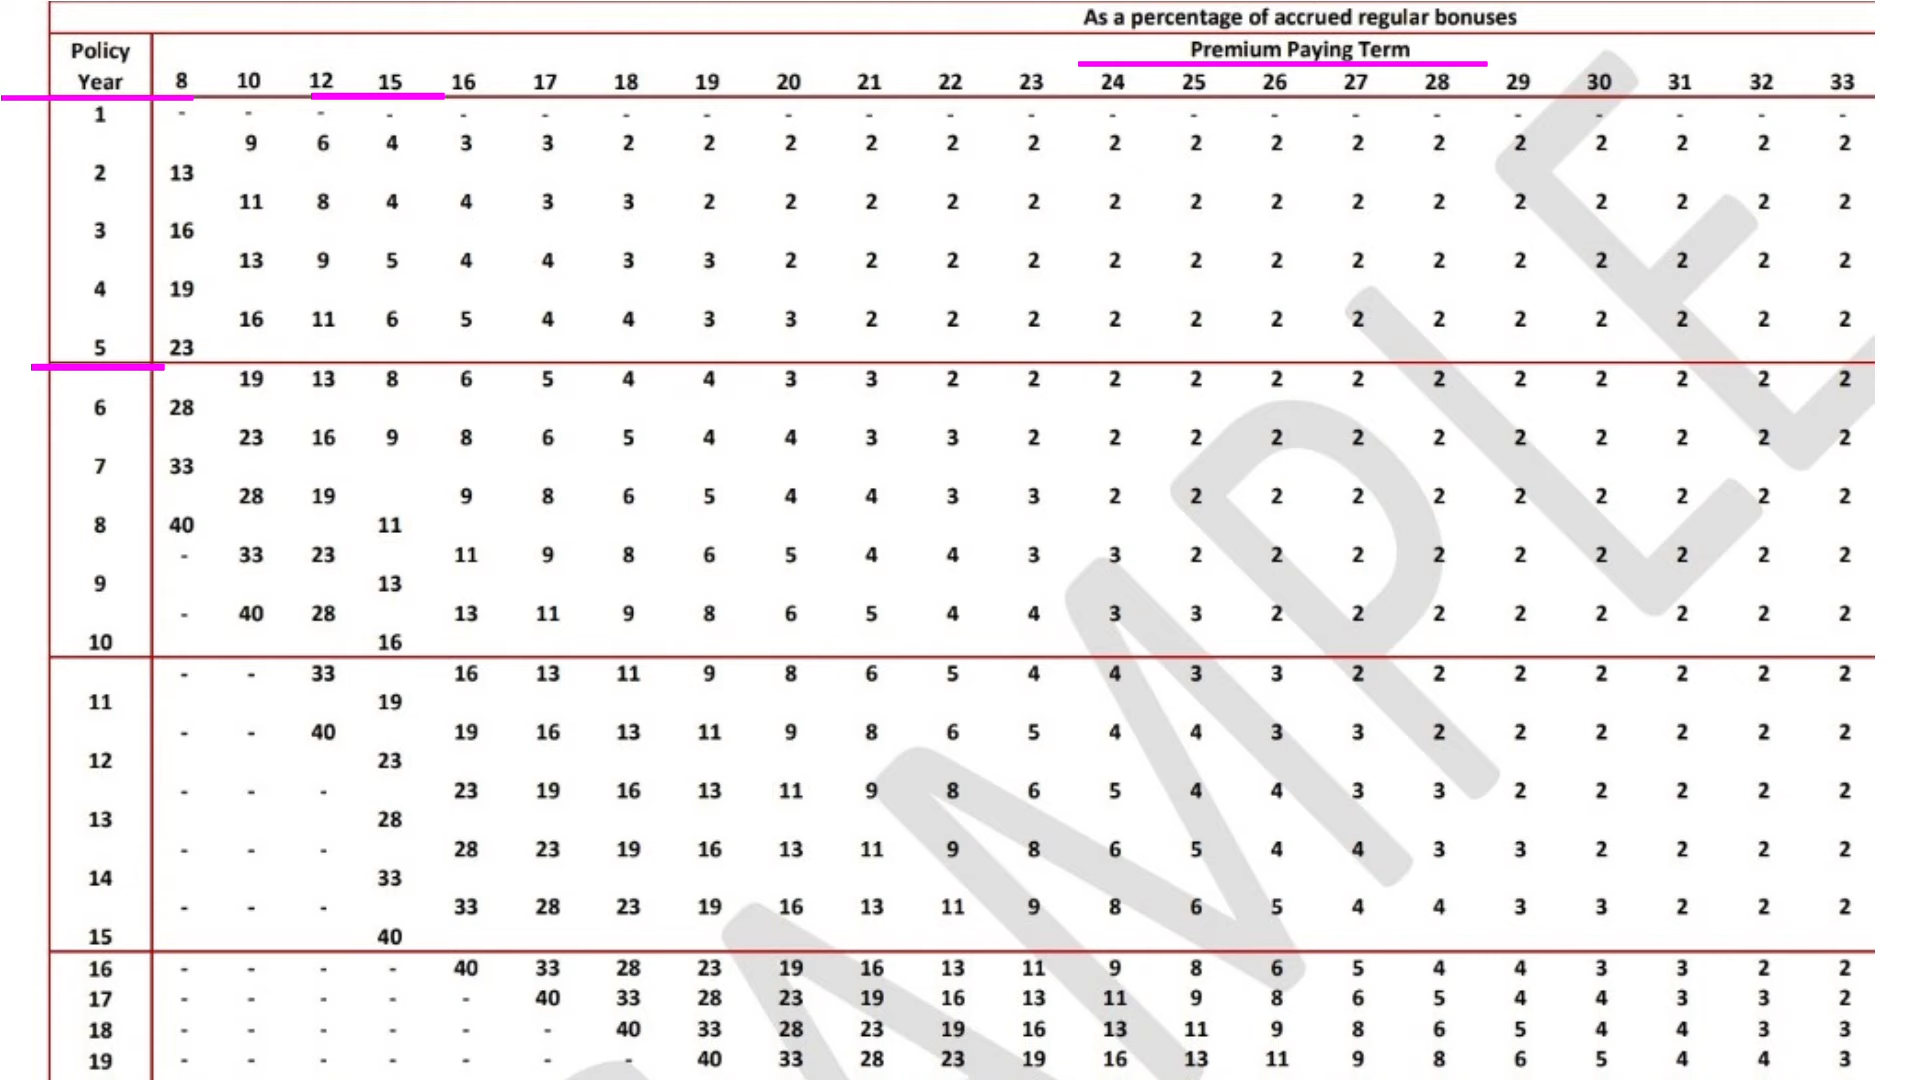 As a percentage of accrued regular bonuses
Policy Premium Paying Term
Year 8 10 12 15 16 17 18 19 20 21 22 23 24 25 26 27 28 29 30 31 32 33
1 - - - - - - - - - - - - - - - - - - - - - -
9 6 4 3 3 2 2 2 2 2 2 2 2 2 2 2 2 2 2 2 2
2 13
11 8 4 4 3 3 2 2 2 2 2 2 2 2 2 2 2 2 2 2 2
3 16
13 9 5 4 4 3 3 2 2 2 2 2 2 2 2 2 2 2 2 2 2
4 19
16 11 6 5 4 4 3 3 2 2 2 2 2 2 2 2 2 2 2 2 2
5 23
19 13 8 6 5 4 4 3 3 2 2 2 2 2 2 2 2 2 2 2 2
6 28
23 16 9 8 6 5 4 4 3 3 2 2 2 2 2 2 2 2 2 2 2
7 33
28 19 9 8 6 5 4 4 3 3 2 2 2 2 2 2 2 2 2 2
8 40 11
- 33 23 11 9 8 6 5 4 4 3 3 2 2 2 2 2 2 2 2 2
9 13
- 40 28 13 11 9 8 6 5 4 4 3 3 2 2 2 2 2 2 2 2
10 16
- - 33 16 13 11 9 8 6 5 4 4 3 3 2 2 2 2 2 2 2
11 19
- - 40 19 16 13 11 9 8 6 5 4 4 3 3 2 2 2 2 2 2
12 23
- - - 23 19 16 13 11 9 8 6 5 4 4 3 3 2 2 2 2 2
13 28
- - - 28 23 19 16 13 11 9 8 6 5 4 4 3 3 2 2 2 2
14 33
- - - 33 28 23 19 16 13 11 9 8 6 5 4 4 3 3 2 2 2
15 40
16 - - - - 40 33 28 23 19 16 13 11 9 8 6 5 4 4 3 3 2 2
17 - - - - - 40 33 28 23 19 16 13 11 9 8 6 5 4 4 3 3 2
18 - - - - - - 40 33 28 23 19 16 13 11 9 8 6 5 4 4 3 3
19 - - - - - - - 40 33 28 23 19 16 13 11 9 8 6 5 4 4 3